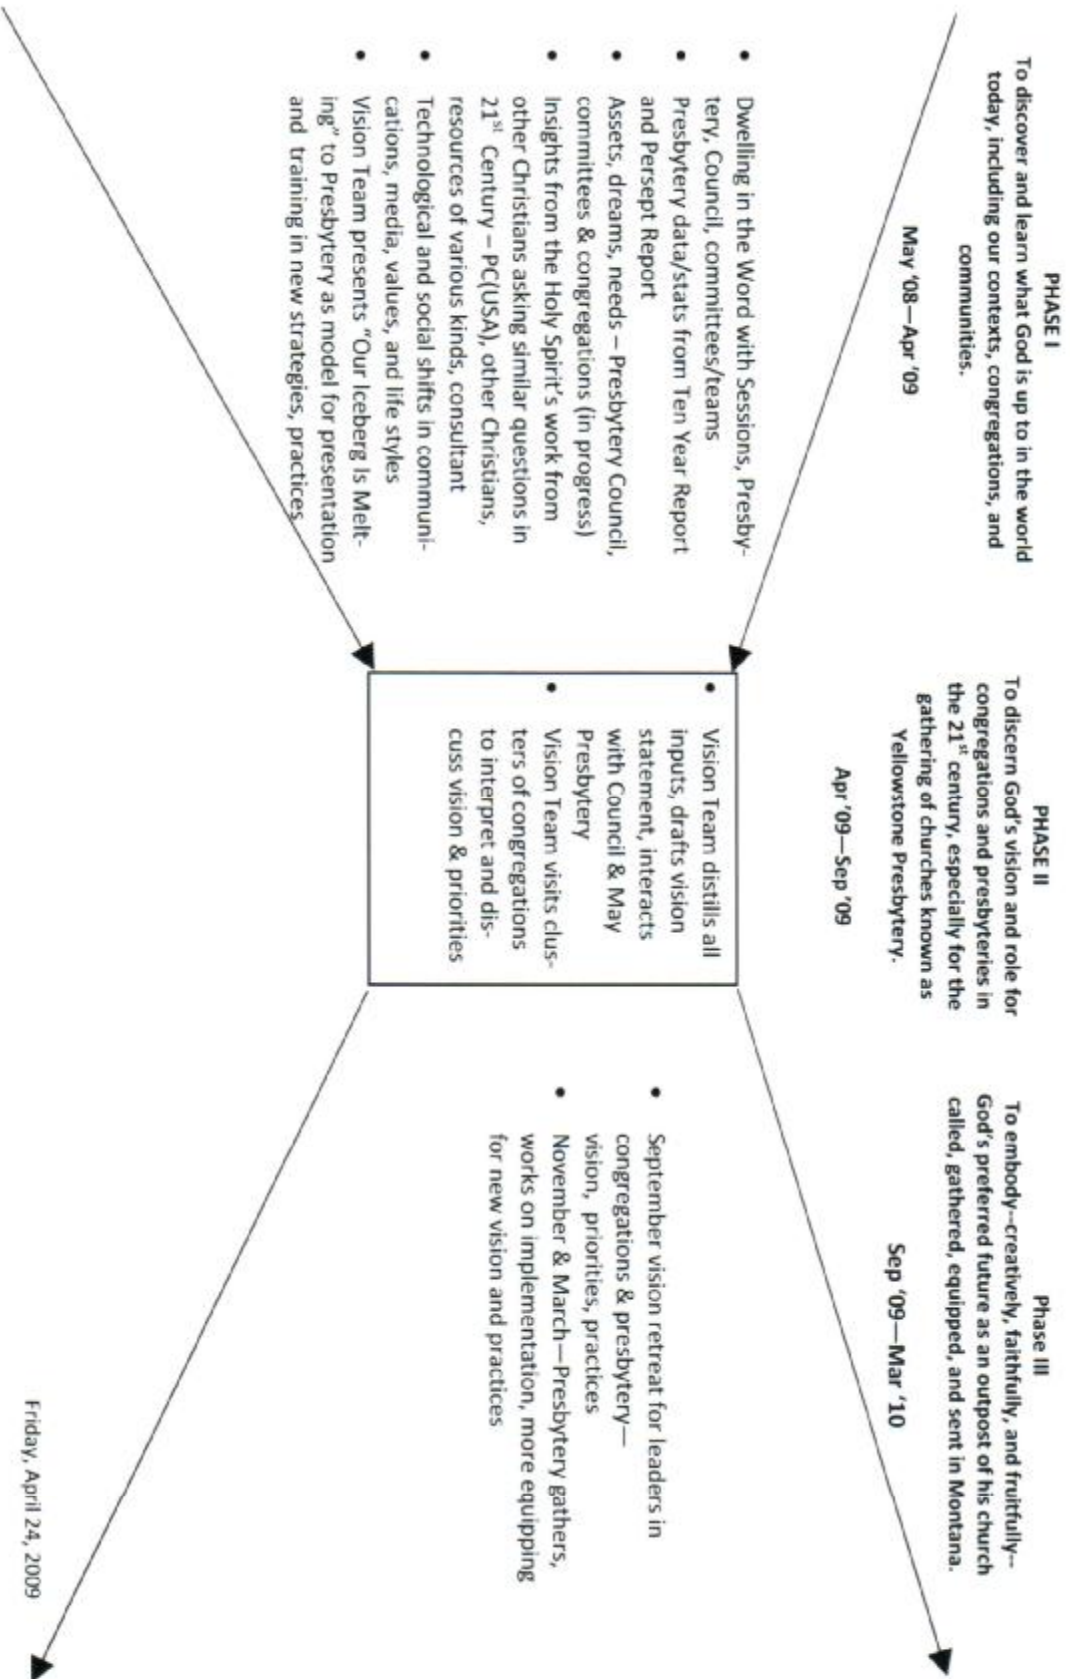 PHASE I
To discover and learn what God is up to in the world
today, including our contexts, congregations, and
communities.
May '08—Apr '09
• Dwelling in the Word with Sessions, Presby-
tery, Council, committees/teams
• Presbytery data/stats from Ten Year Report
and Persept Report
• Assets, dreams, needs – Presbytery Council,
committees & congregations (in progress)
• Insights from the Holy Spirit's work from
other Christians asking similar questions in
21st Century – PC(USA), other Christians,
resources of various kinds, consultant
• Technological and social shifts in communi-
cations, media, values, and life styles
• Vision Team presents "Our Iceberg Is Melt-
ing" to Presbytery as model for presentation
and training in new strategies, practices
PHASE II
To discern God's vision and role for
congregations and presbyteries in
the 21st century, especially for the
gathering of churches known as
Yellowstone Presbytery.
Apr '09—Sep '09
• Vision Team distills all
inputs, drafts vision
statement, interacts
with Council & May
Presbytery
• Vision Team visits clus-
ters of congregations
to interpret and dis-
cuss vision & priorities
Phase III
To embody--creatively, faithfully, and fruitfully--
God's preferred future as an outpost of his church
called, gathered, equipped, and sent in Montana.
Sep '09—Mar '10
• September vision retreat for leaders in
congregations & presbytery—
vision, priorities, practices
• November & March—Presbytery gathers,
works on implementation, more equipping
for new vision and practices
Friday, April 24, 2009